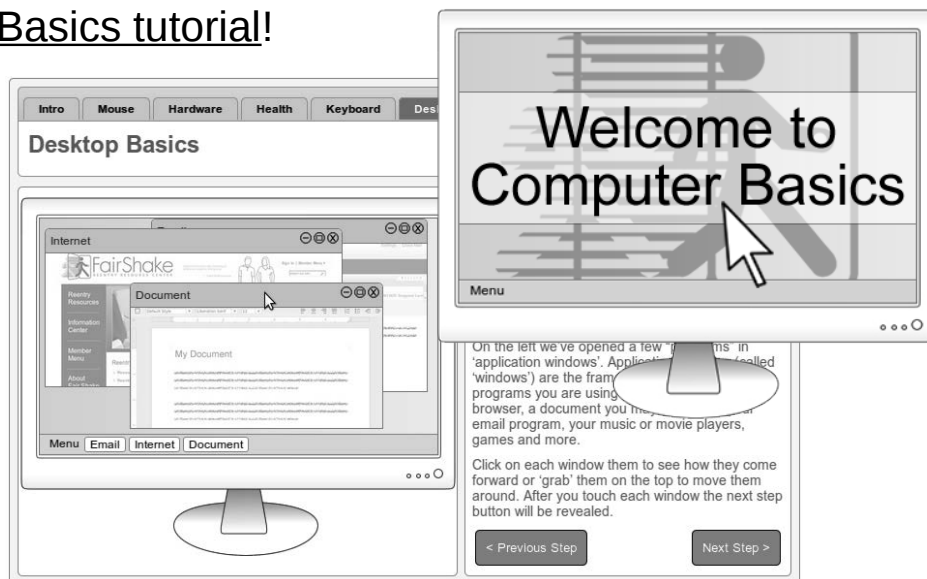 Basics tutorial!
Intro Mouse Hardware Health Keyboard
Desktop Basics
Welcome to
Computer Basics
Menu
Internet
FairShake
Reentry
Resources
Information
Center
Member
Menu
About
Document
My Document
Menu Email Internet Document
On the left we've opened a few in
'application windows'.
'windows') are the
programs you are using
browser, a document you
email program, your music or movie players,
games and more.
Click on each window them to see how they come
forward or 'grab' them on the top to move them
around. After you touch each window the next step
button will be revealed.
< Previous Step Next Step >